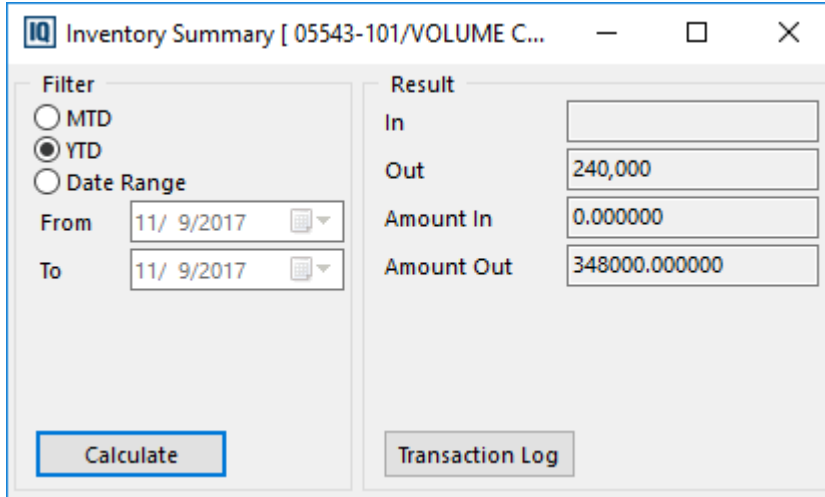 IQ Inventory Summary [ 05543-101/VOLUME C...
Filter
MTD
YTD
Date Range
From 11/ 9/2017
To 11/ 9/2017
Calculate
Result
In
Out 240,000
Amount In 0.000000
Amount Out 348000.000000
Transaction Log